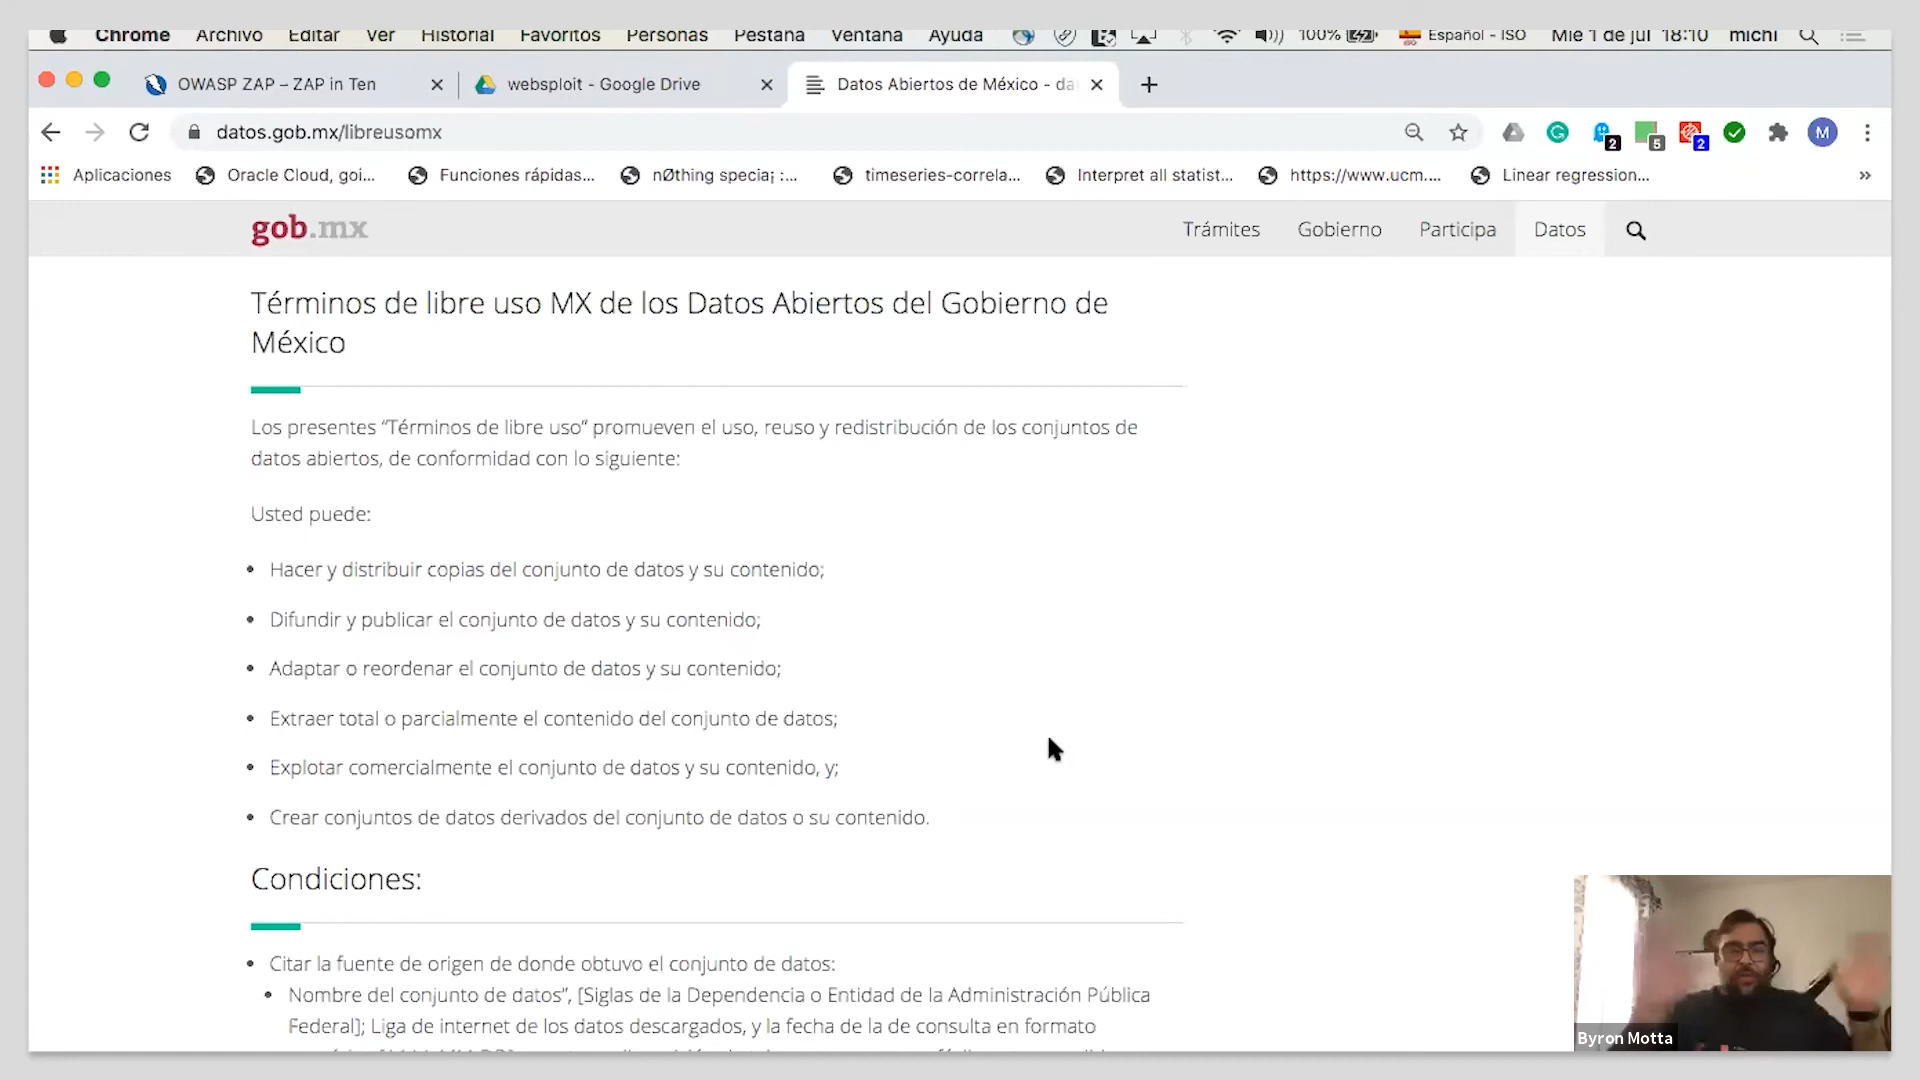 Chrome Archivo Editar Ver Historial Favoritos Personas Pestaña Ventana Ayuda 100% Español - ISO Mié 1 de jul 18:10 michi
OWASP ZAP – ZAP in Ten
websploit - Google Drive
Datos Abiertos de México - da
datos.gob.mx/libreusomx
2 5 2 M
Aplicaciones Oracle Cloud, goi... Funciones rápidas... nØthing specia¡ :... timeseries-correla... Interpret all statist... https://www.ucm.... Linear regression... »
gob.mx Trámites Gobierno Participa Datos
Términos de libre uso MX de los Datos Abiertos del Gobierno de
México
Los presentes “Términos de libre uso” promueven el uso, reuso y redistribución de los conjuntos de
datos abiertos, de conformidad con lo siguiente:
Usted puede:
• Hacer y distribuir copias del conjunto de datos y su contenido;
• Difundir y publicar el conjunto de datos y su contenido;
• Adaptar o reordenar el conjunto de datos y su contenido;
• Extraer total o parcialmente el contenido del conjunto de datos;
• Explotar comercialmente el conjunto de datos y su contenido, y;
• Crear conjuntos de datos derivados del conjunto de datos o su contenido.
Condiciones:
• Citar la fuente de origen de donde obtuvo el conjunto de datos:
• Nombre del conjunto de datos”, [Siglas de la Dependencia o Entidad de la Administración Pública
Federal]; Liga de internet de los datos descargados, y la fecha de la de consulta en formato
Byron Motta